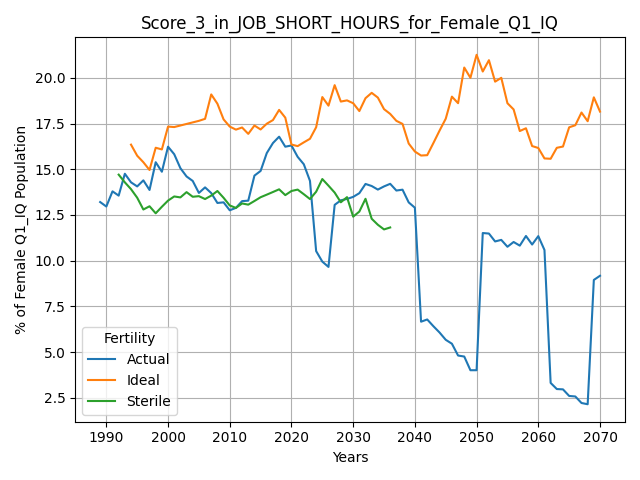 Score_3_in_JOB_SHORT_HOURS_for_Female_Q1_IQ
% of Female Q1_IQ Population
20.0
17.5
15.0
12.5
10.0
7.5
5.0
2.5
Fertility
Actual
Ideal
Sterile
1990 2000 2010 2020 2030 2040 2050 2060 2070
Years